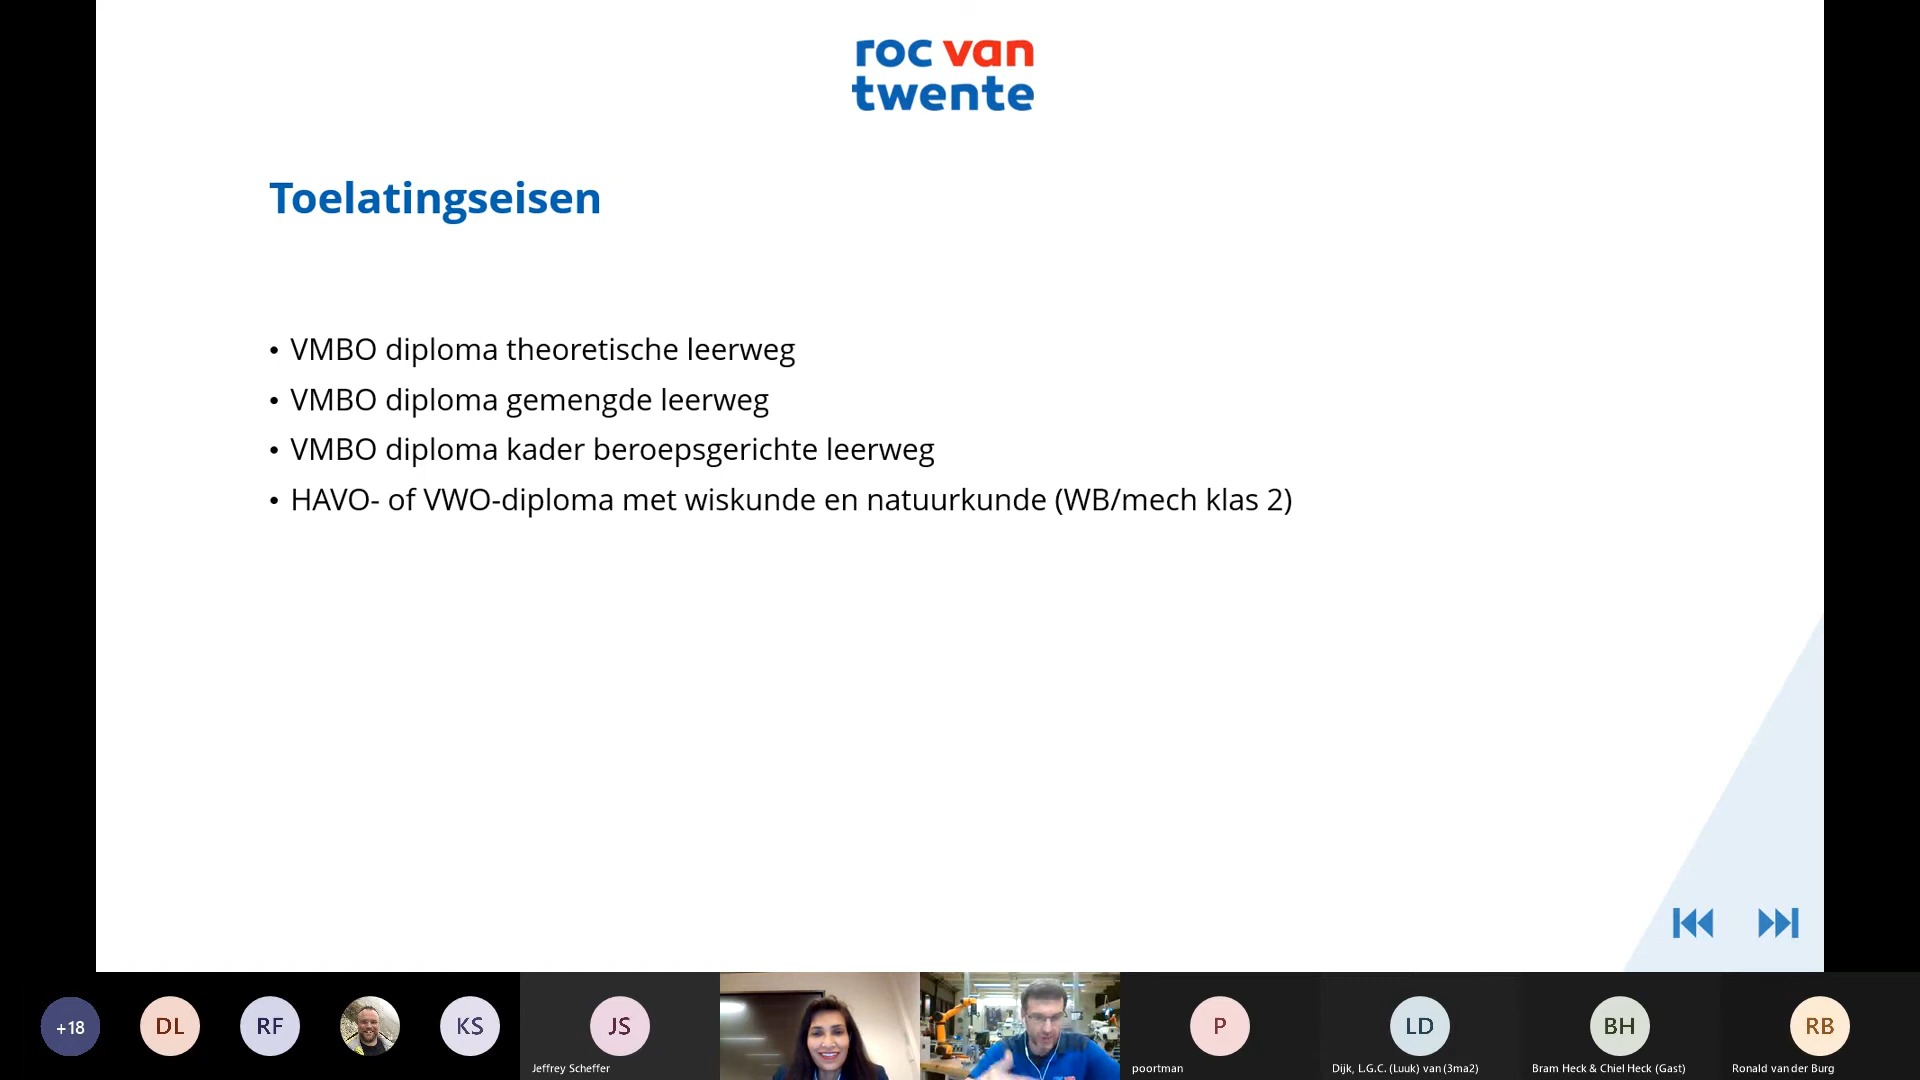 roc van
twente
Toelatingseisen
• VMBO diploma theoretische leerweg
• VMBO diploma gemengde leerweg
• VMBO diploma kader beroepsgerichte leerweg
• HAVO- of VWO-diploma met wiskunde en natuurkunde (WB/mech klas 2)
+18
DL
RF
KS
JS
P
LD
BH
RB
Jeffrey Scheffer
poortman
Dijk, L.G.C. (Luuk) van (3ma2)
Bram Heck & Chiel Heck (Gast)
Ronald van der Burg